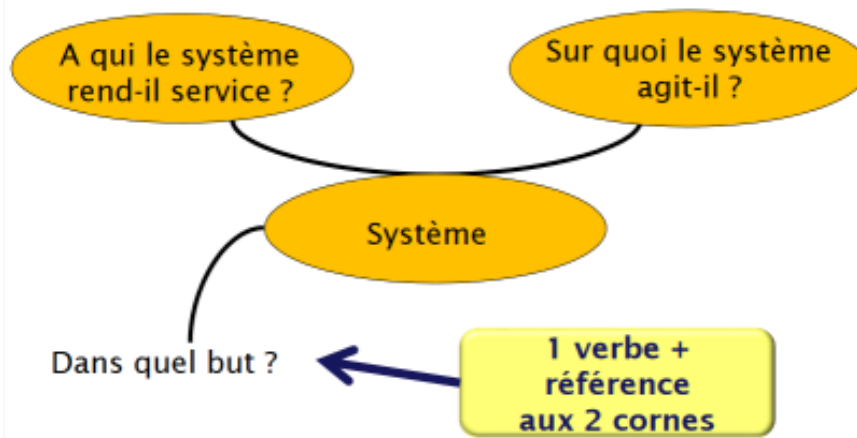 A qui le système
rend-il service ?
Sur quoi le système
agit-il ?
Système
Dans quel but ?
1 verbe +
référence
aux 2 cornes